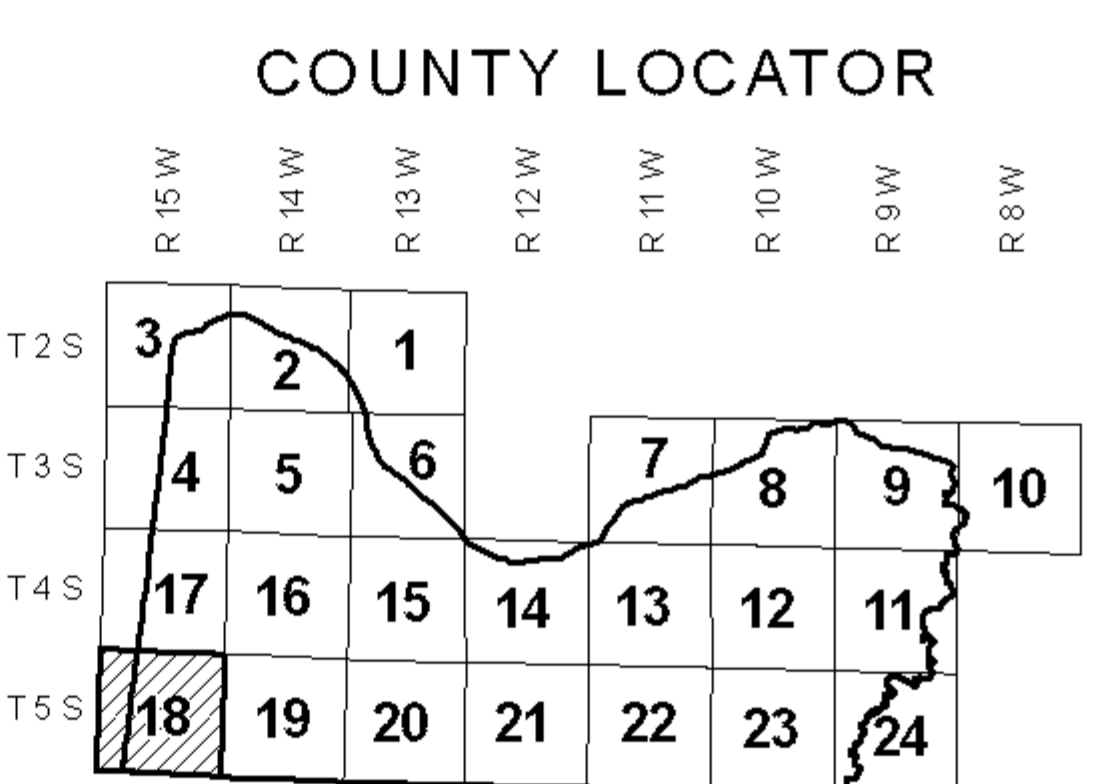 COUNTY LOCATOR
R 15 W R 14 W R 13 W R 12 W R 11 W R 10 W R 9 W R 8 W
T 2 S 3 2 1
T 3 S 4 5 6 7 8 9 10
T 4 S 17 16 15 14 13 12 11
T 5 S 18 19 20 21 22 23 24